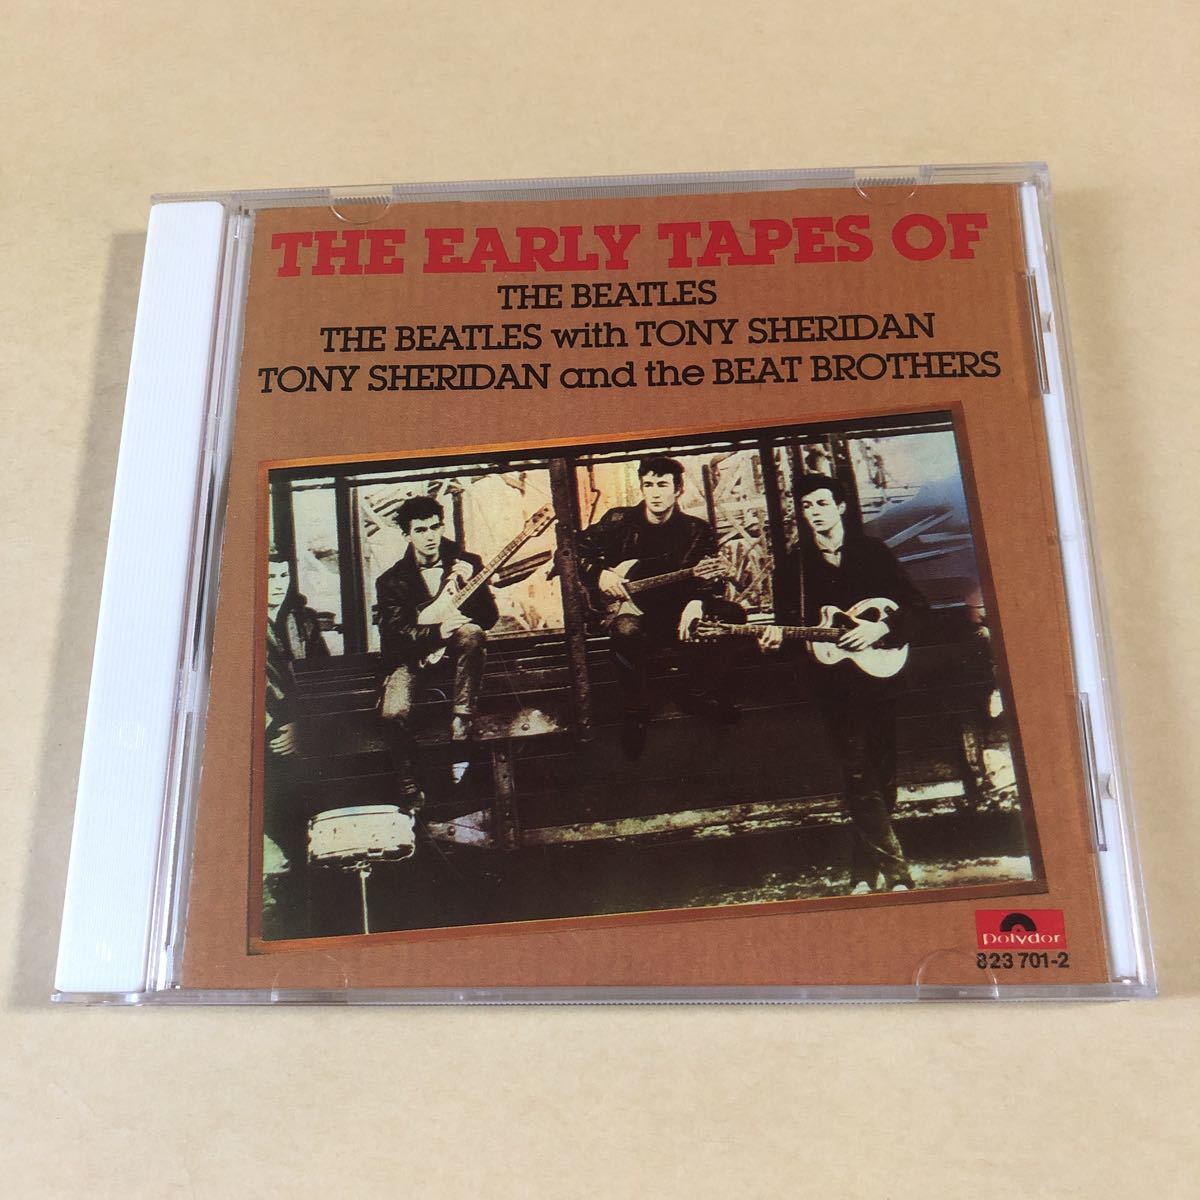 THE EARLY TAPES OF
THE BEATLES
THE BEATLES with TONY SHERIDAN
TONY SHERIDAN and the BEAT BROTHERS
polydor
823 701-2